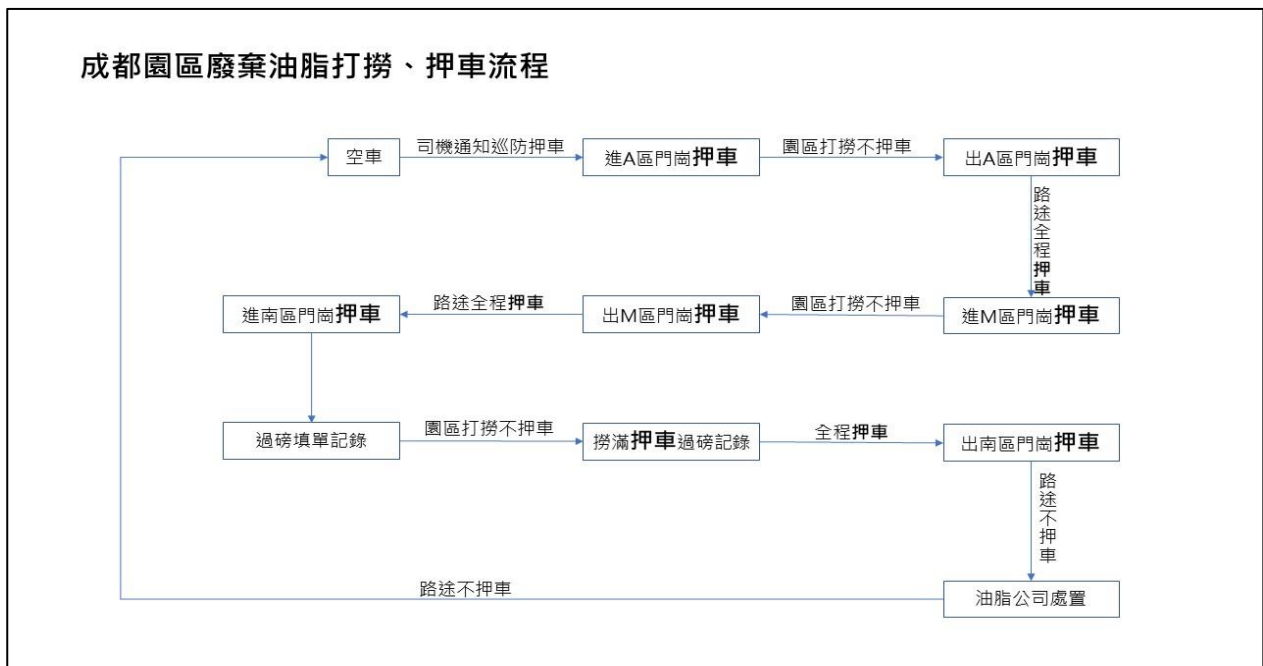 成都園區廢棄油脂打撈、押車流程
空車
司機通知巡防押車
進A區門崗押車
園區打撈不押車
出A區門崗押車
路途全程押車
進M區門崗押車
園區打撈不押車
出M區門崗押車
路途全程押車
進南區門崗押車
過磅填單記錄
園區打撈不押車
撈滿押車過磅記錄
全程押車
出南區門崗押車
路途不押車
油脂公司處置
路途不押車